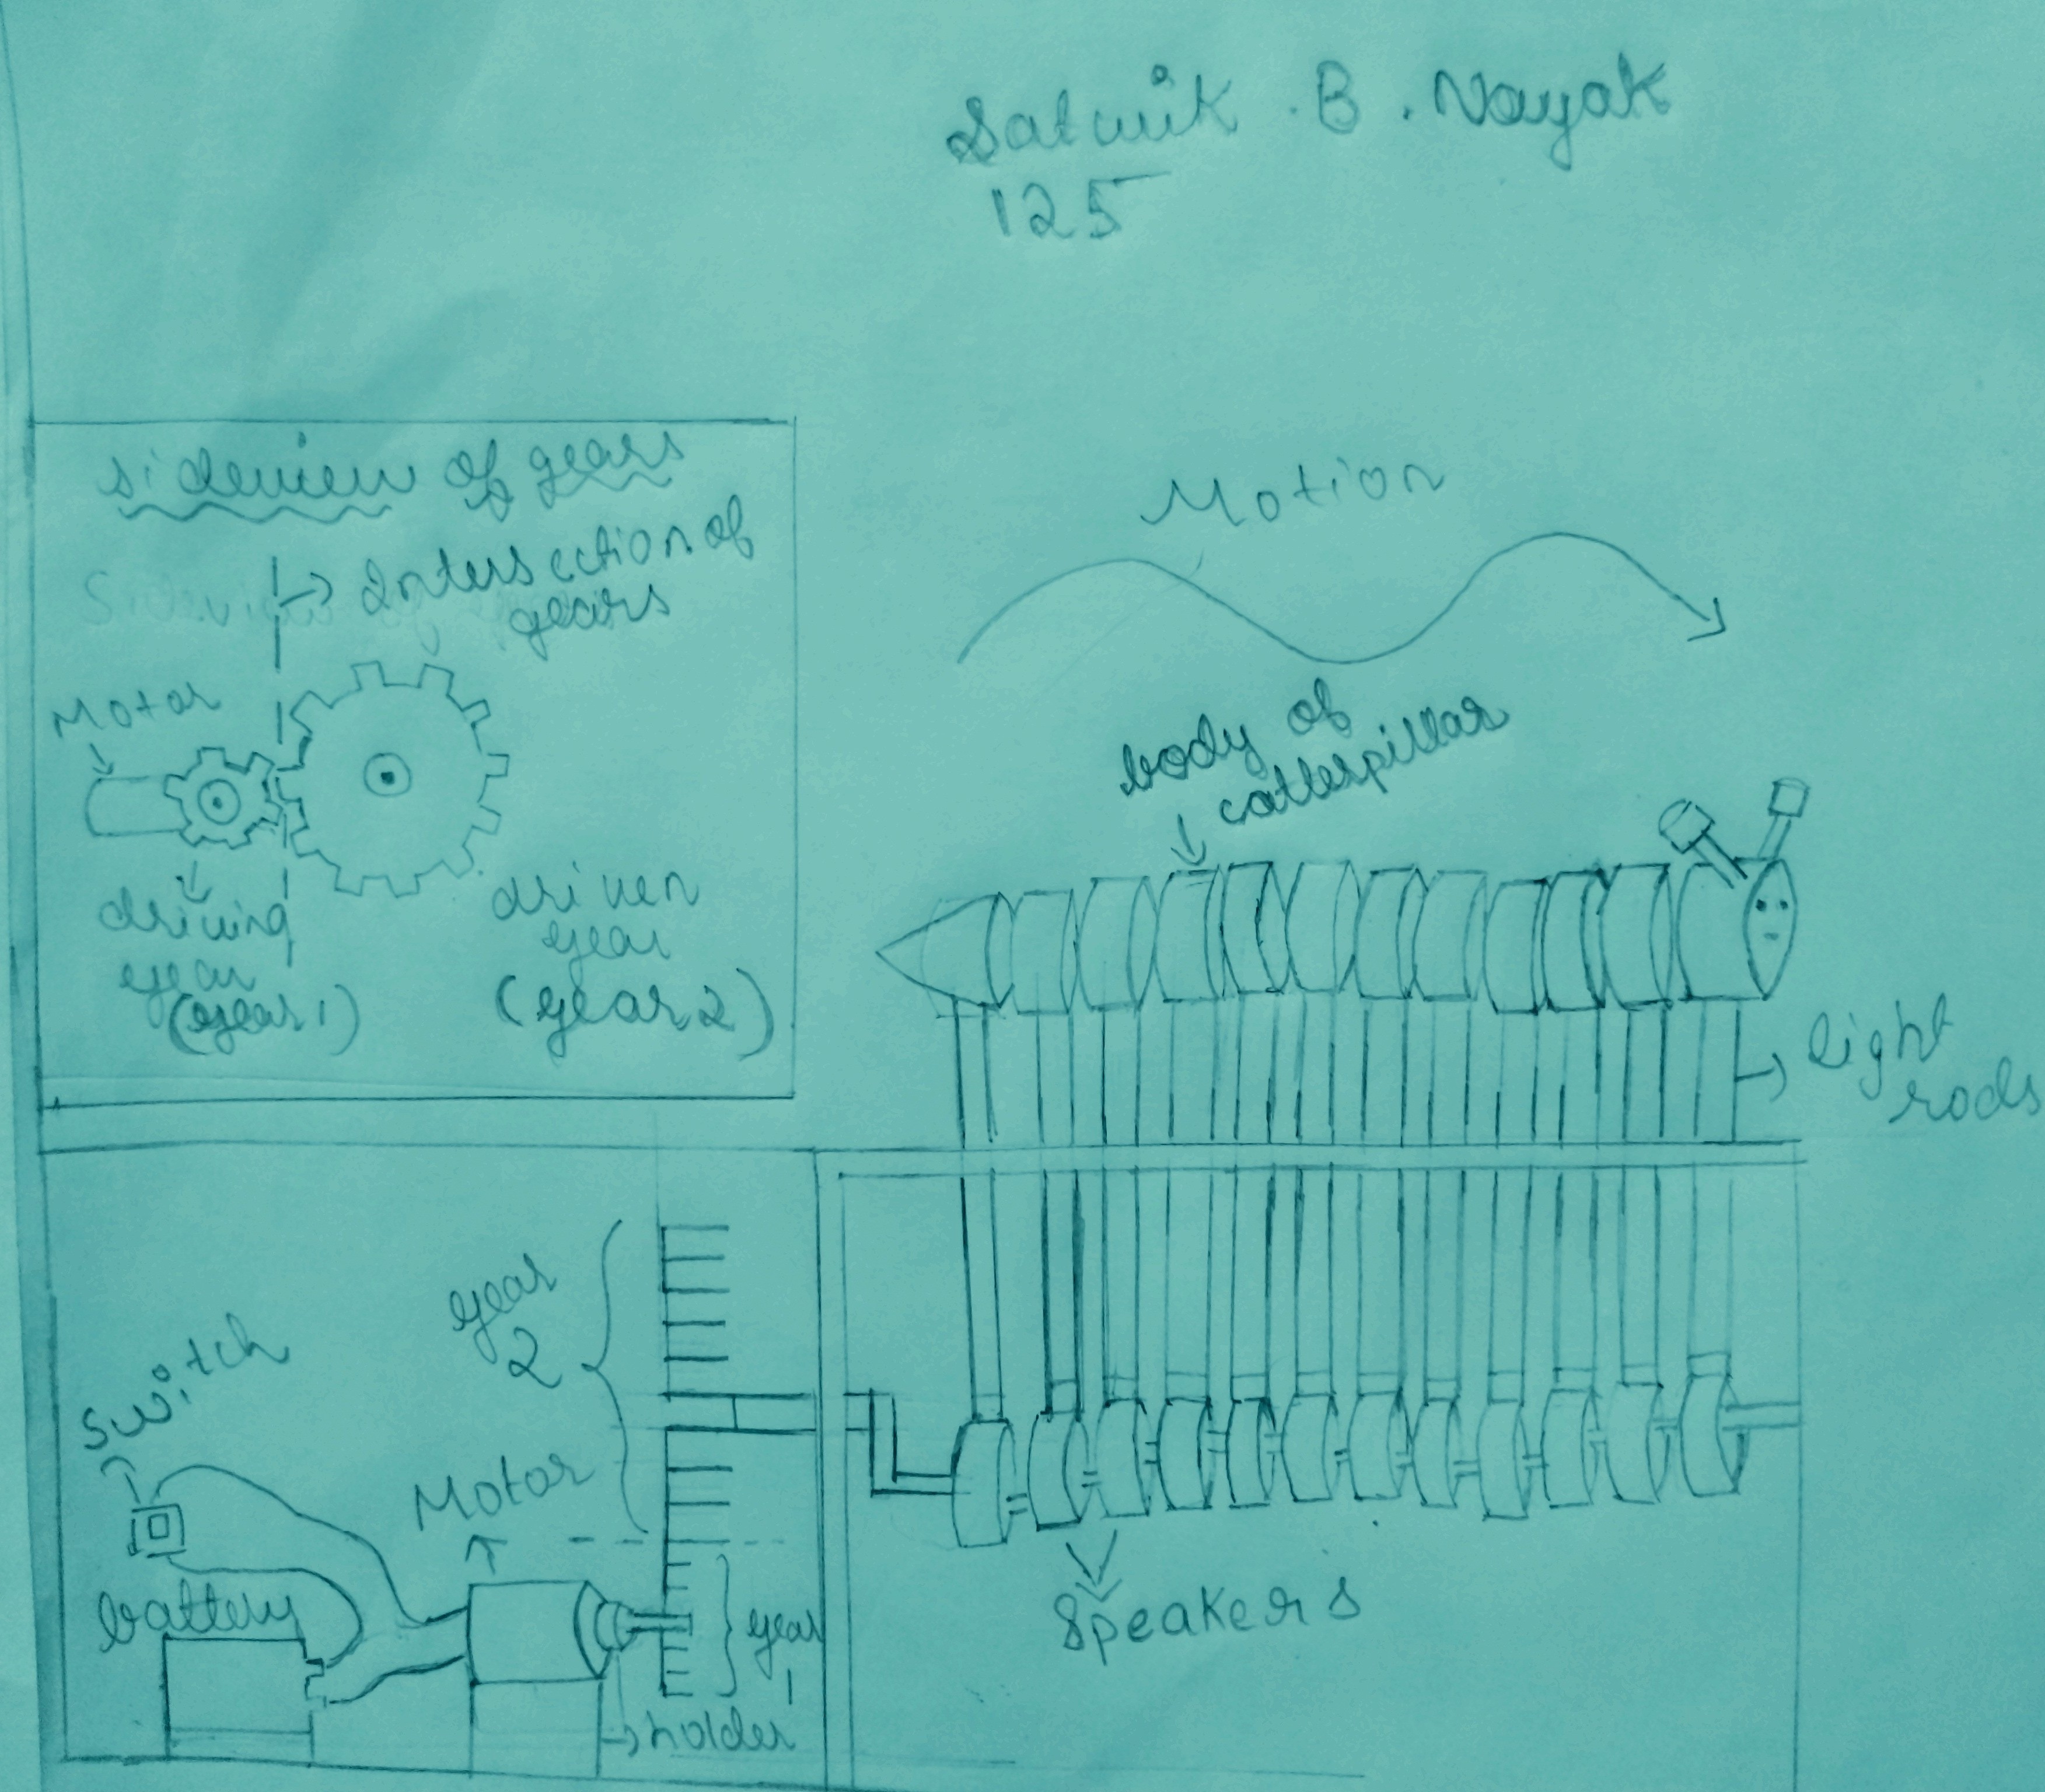 Satwik . B . Nayak
125
sideview of gears
Intersection of
gears
Motor
driving
gear
(gear 1)
driven
gear
(gear 2)
Motion
body of
catterpillar
light
rods
gear
2
Switch
Motor
battery
gear
1
holder
Speakers